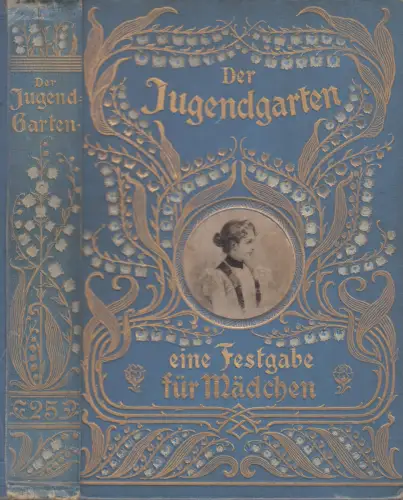 Der
Jugend-
Garten.
25
Der
Jugendgarten
eine Festgabe
für Mädchen